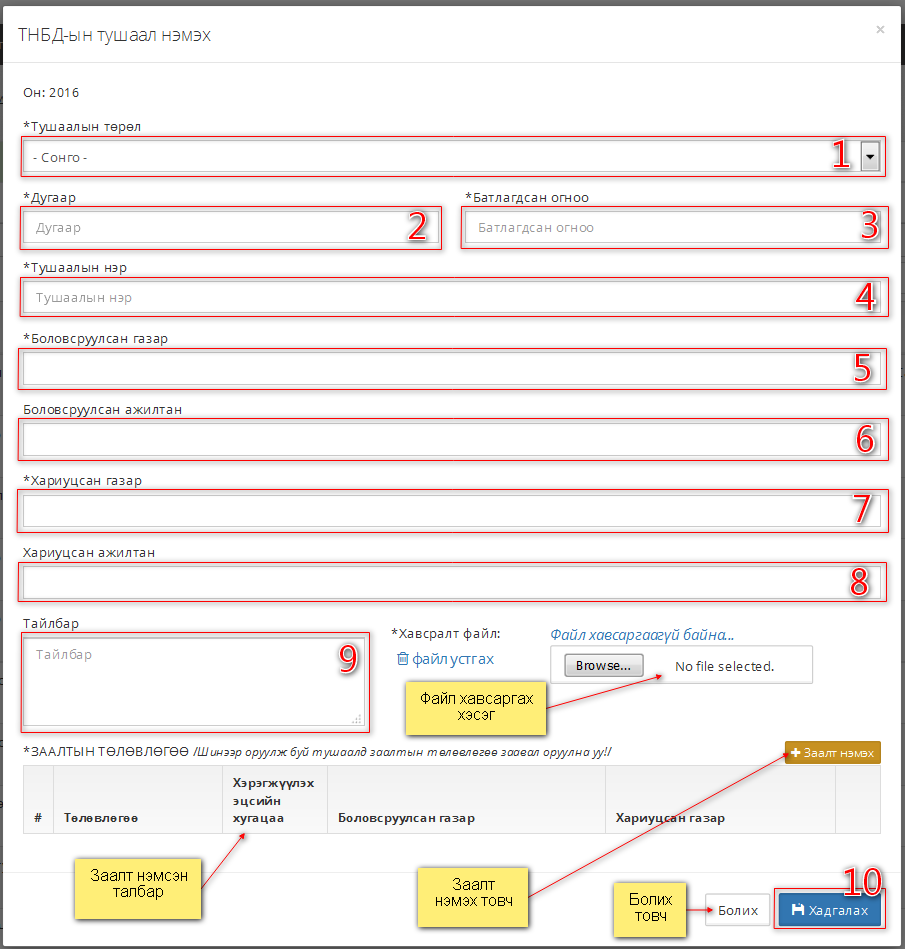 ТНБД-ын тушаал нэмэх ×
Он: 2016
*Тушаалын төрөл
- Сонго - 1
*Дугаар *Батлагдсан огноо
Дугаар 2 Батлагдсан огноо 3
*Тушаалын нэр
Тушаалын нэр 4
*Боловсруулсан газар
5
Боловсруулсан ажилтан
6
*Хариуцсан газар
7
Хариуцсан ажилтан
8
Тайлбар *Хавсралт файл: Файл хавсаргаагүй байна...
Тайлбар 9 файл устгах Browse... No file selected.
Файл хавсаргах
хэсэг
*ЗААЛТЫН ТӨЛӨВЛӨГӨӨ /Шинээр оруулж буй тушаалд заалтын төлөвлөгөө заавал оруулна уу!/ + Заалт нэмэх
# Төлөвлөгөө Хэрэгжүүлэх
эцсийн
хугацаа Боловсруулсан газар Хариуцсан газар
Заалт нэмсэн
талбар
Заалт
нэмэх товч
Болих
товч
Болих 10 Хадгалах